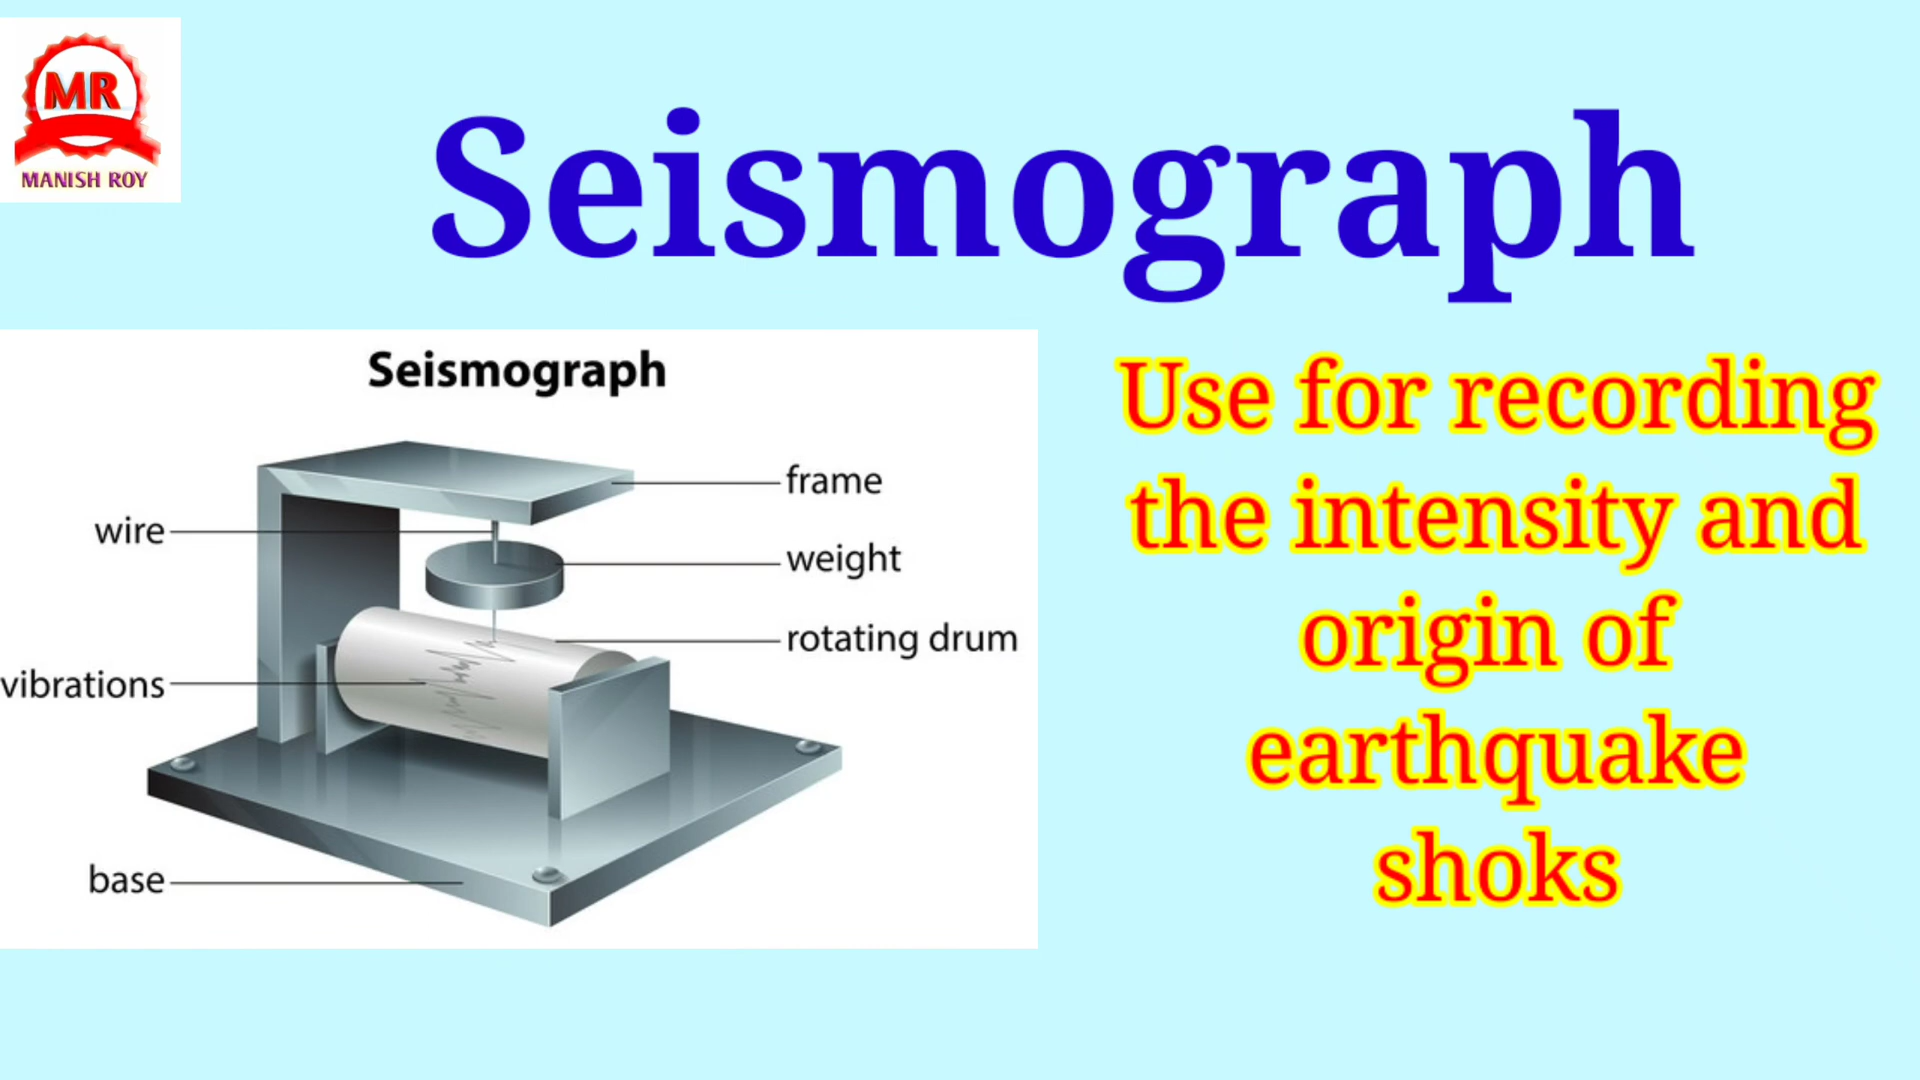 MR
MANISH ROY
Seismograph
Seismograph
frame
wire
weight
rotating drum
vibrations
base
Use for recording
the intensity and
origin of
earthquake
shoks